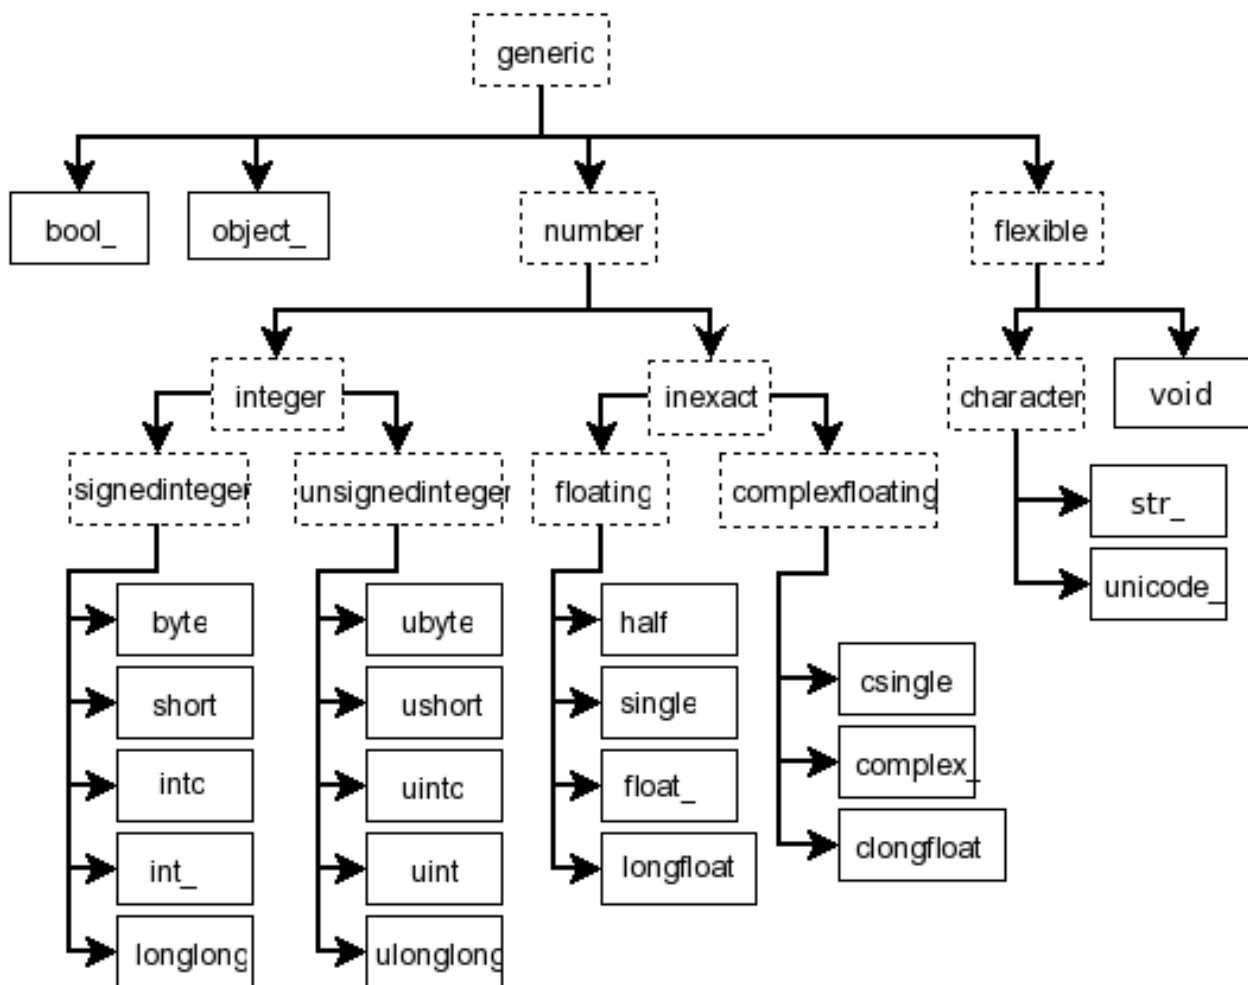 generic
bool_
object_
number
flexible
integer
inexact
character
void
signedinteger
unsignedinteger
floating
complexfloating
str_
unicode_
byte
ubyte
half
csingle
short
ushort
single
complex_
intc
uintc
float_
clongfloat
int_
uint
longfloat
longlong
ulonglong